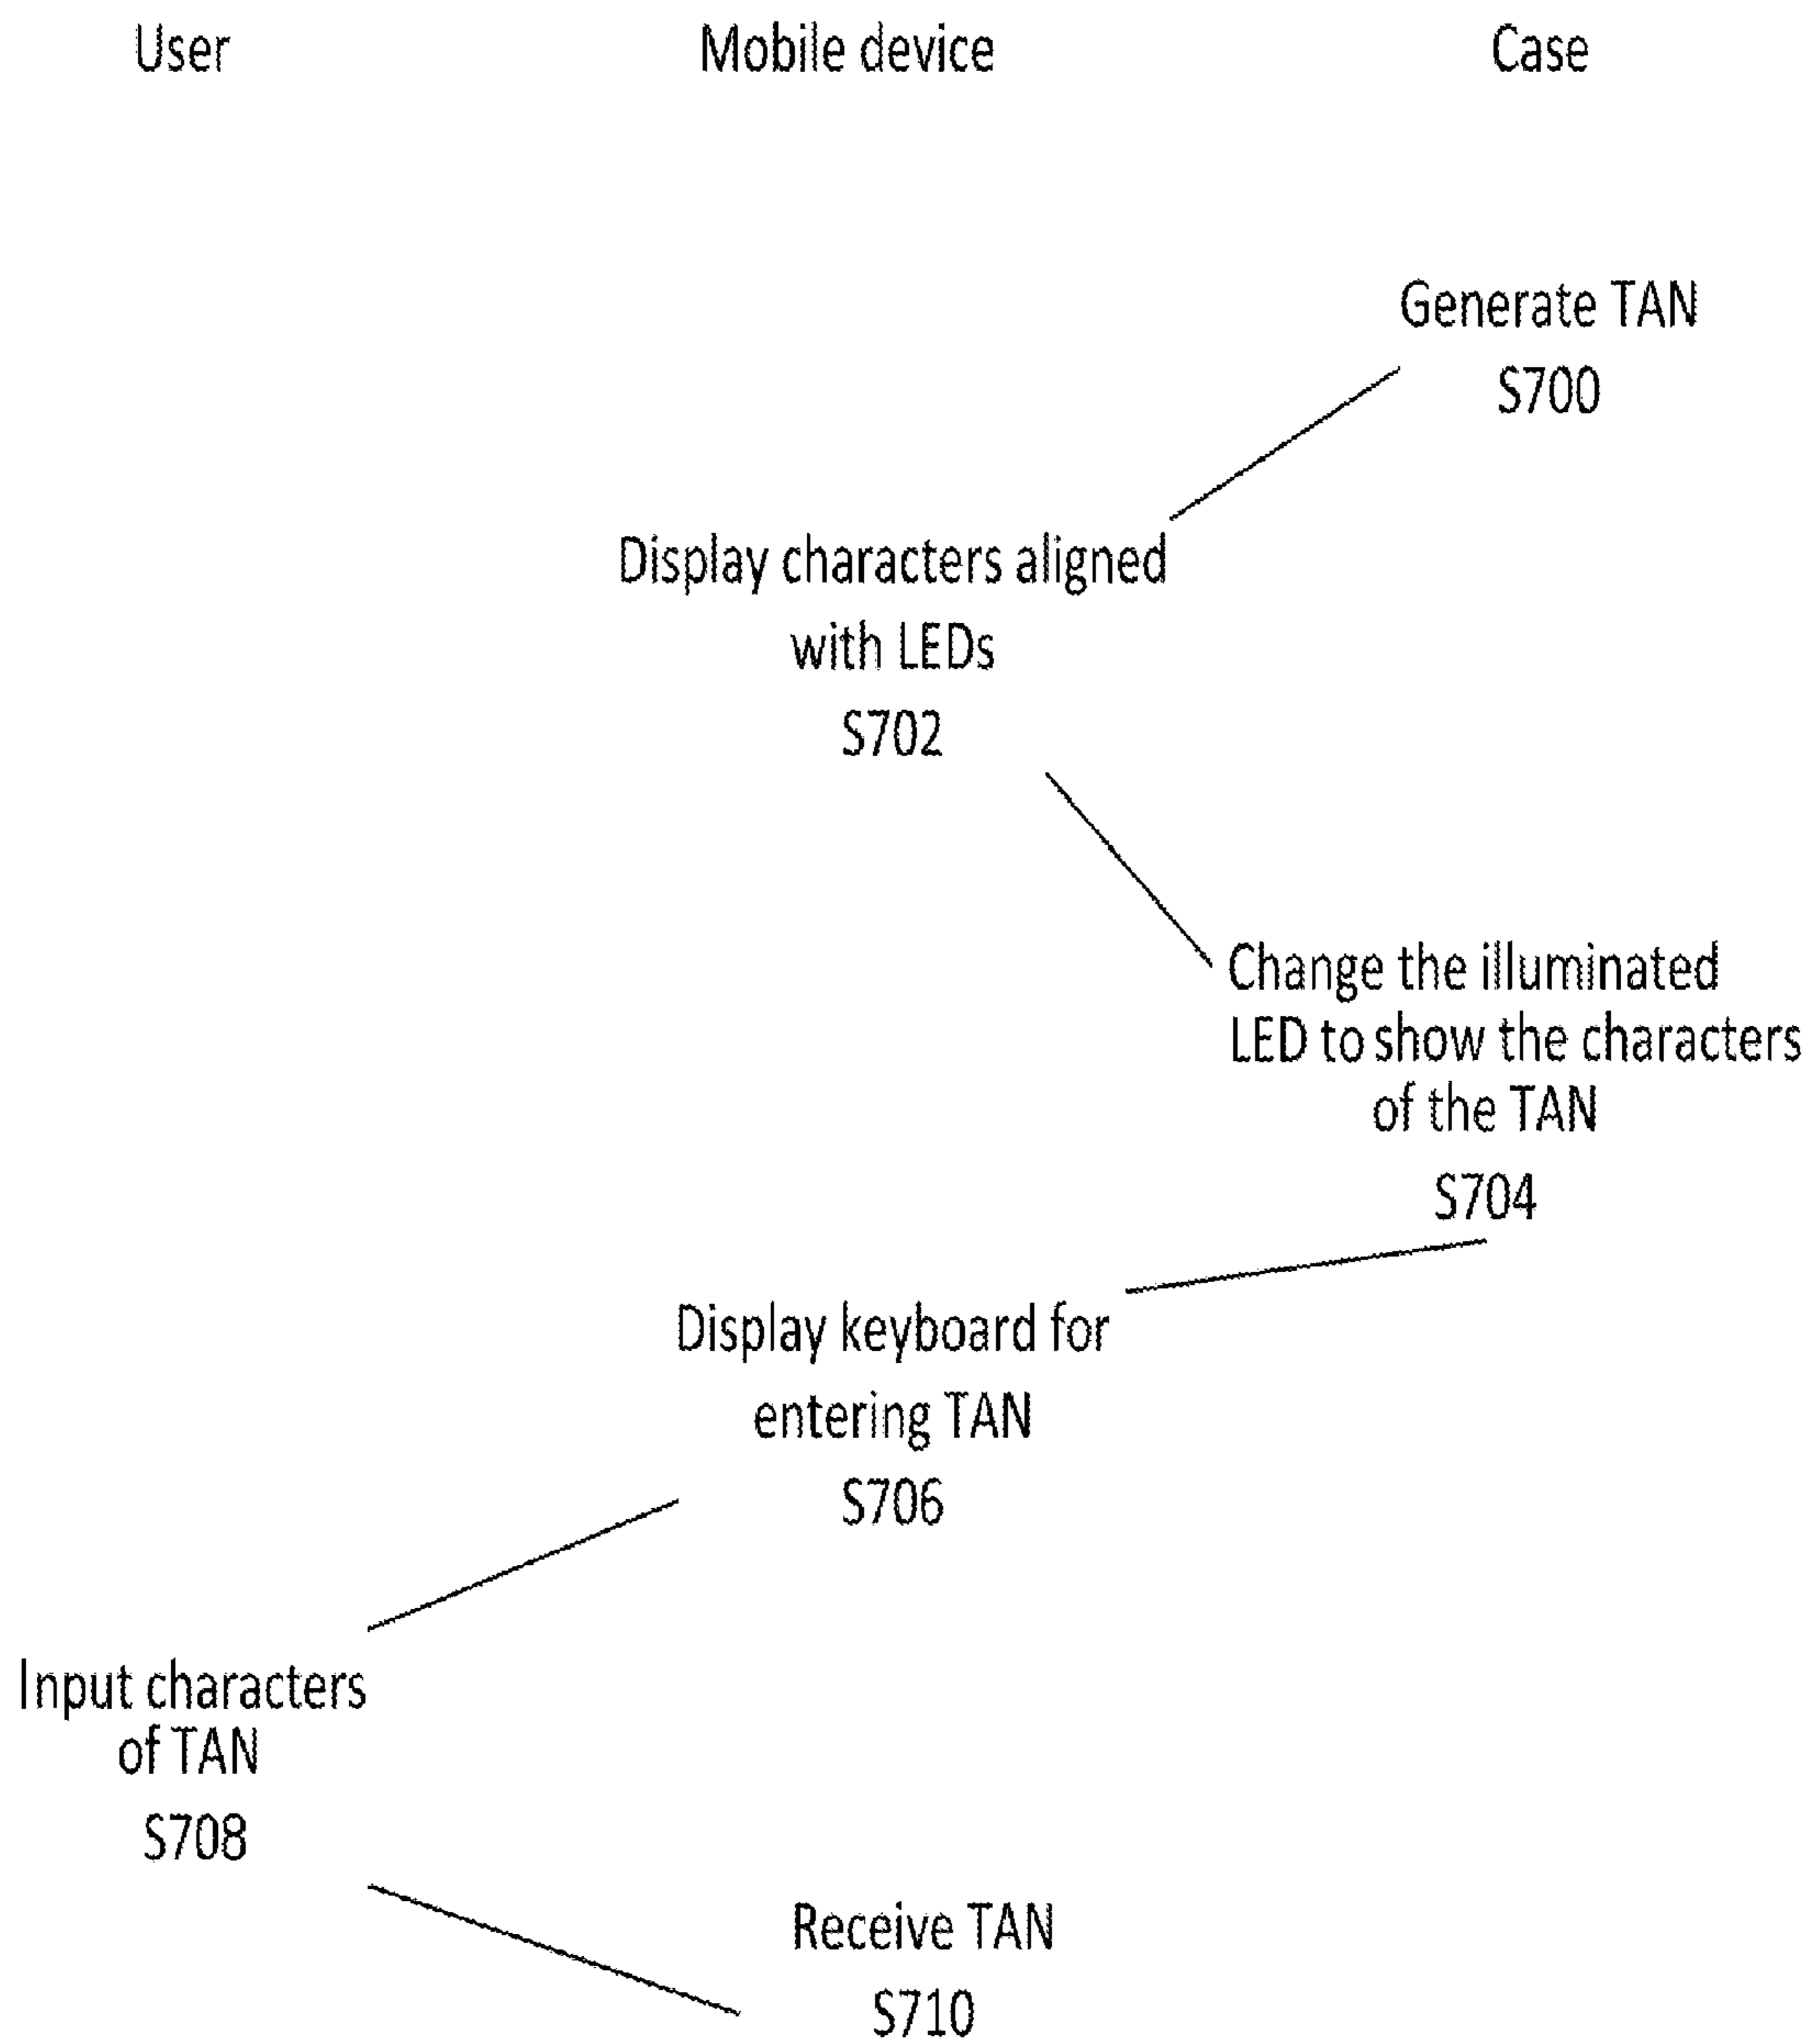 User
Mobile device
Case
Generate TAN
S700
Display characters aligned
with LEDs
S702
Change the illuminated
LED to show the characters
of the TAN
S704
Display keyboard for
entering TAN
S706
Input characters
of TAN
S708
Receive TAN
S710